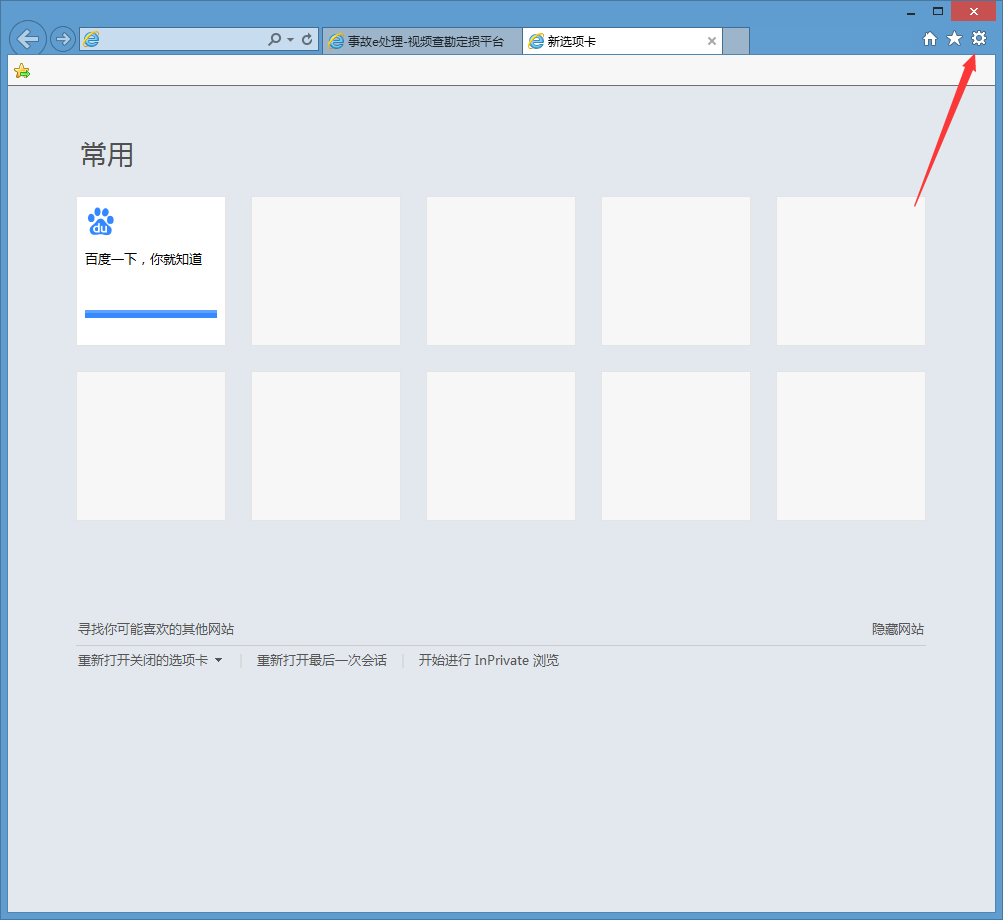 事故e处理-视频查勘定损平台
新选项卡
常用
du
百度一下，你就知道
寻找你可能喜欢的其他网站
隐藏网站
重新打开关闭的选项卡
重新打开最后一次会话
开始进行 InPrivate 浏览